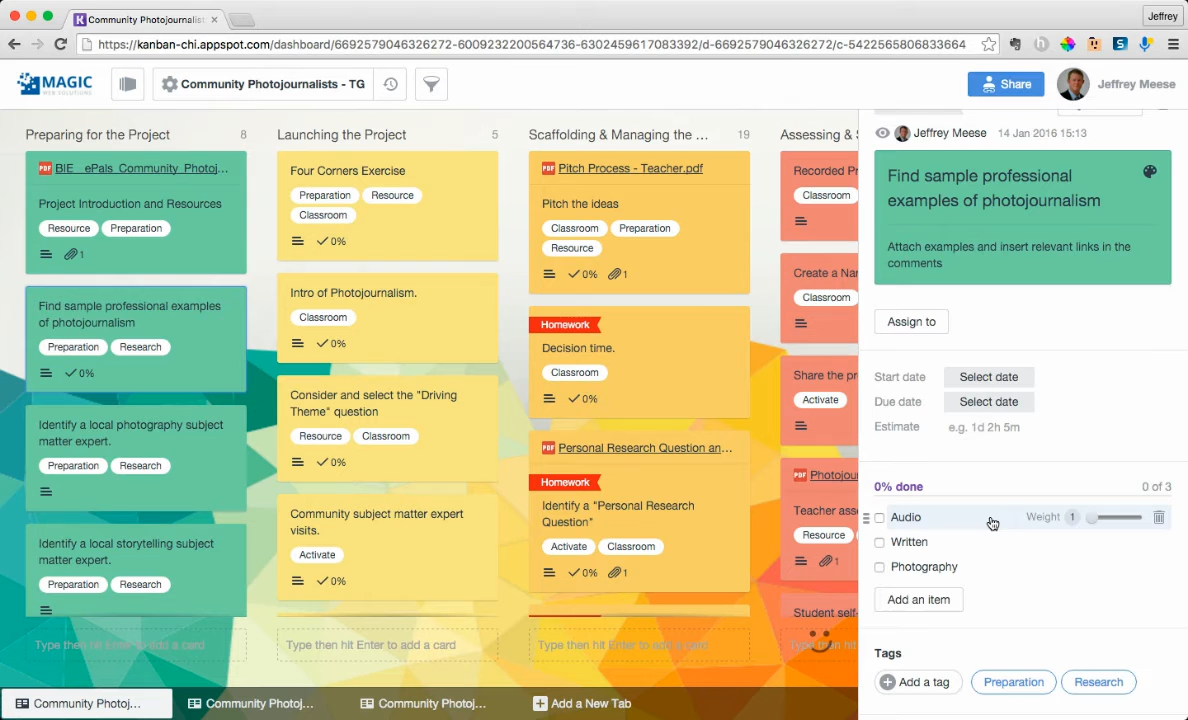 Community Photojournalist
Jeffrey
https://kanban-chi.appspot.com/dashboard/6692579046326272-6009232200564736-6302459617083392/d-6692579046326272/c-5422565806833664
MAGIC
WEB SOLUTIONS
Community Photojournalists - TG
Share
Jeffrey Meese
Preparing for the Project 8
PDF BIE ePals Community Photoj...
Project Introduction and Resources
Resource Preparation
1
Find sample professional examples
of photojournalism
Preparation Research
0%
Identify a local photography subject
matter expert.
Preparation Research
Identify a local storytelling subject
matter expert.
Preparation Research
Type then hit Enter to add a card
Launching the Project 5
Four Corners Exercise
Preparation Resource
Classroom
0%
Intro of Photojournalism.
Classroom
0%
Consider and select the "Driving
Theme" question
Resource Classroom
0%
Community subject matter expert
visits.
Activate
0%
Type then hit Enter to add a card
Scaffolding & Managing the ... 19
PDF Pitch Process - Teacher.pdf
Pitch the ideas
Classroom Preparation
Resource
0% 1
Homework
Decision time.
Classroom
0%
PDF Personal Research Question an...
Homework
Identify a "Personal Research
Question"
Activate Classroom
0% 1
Type then hit Enter to add a card
Assessing & S
Recorded Pr
Classroom
Create a Nar
Classroom
Share the pr
Activate
PDF Photojour
Teacher asse
Resource
1
Student self-
Type then hit
Jeffrey Meese 14 Jan 2016 15:13
Find sample professional
examples of photojournalism
Attach examples and insert relevant links in the
comments
Assign to
Start date Select date
Due date Select date
Estimate e.g. 1d 2h 5m
0% done 0 of 3
Audio Weight 1
Written
Photography
Add an item
Tags
Add a tag Preparation Research
Community Photoj... Community Photoj... Community Photoj... Add a New Tab